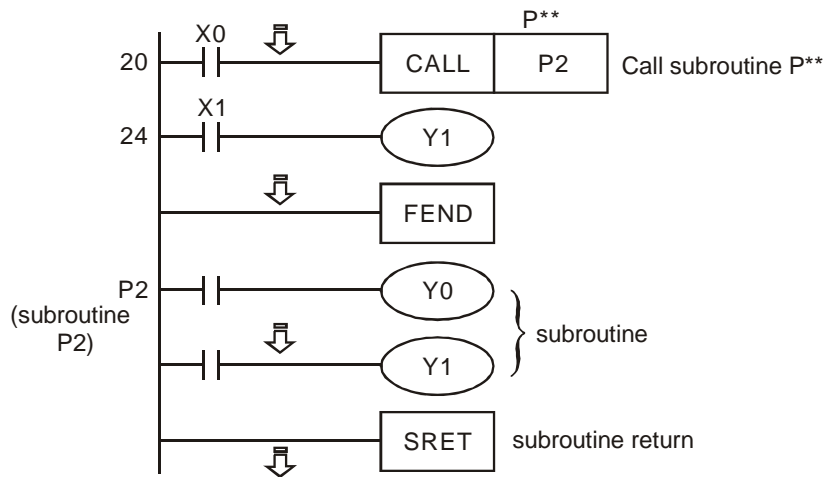 P**
X0
20 CALL P2 Call subroutine P**
X1
24 Y1
FEND
P2 Y0
(subroutine
P2)
subroutine
Y1
SRET subroutine return